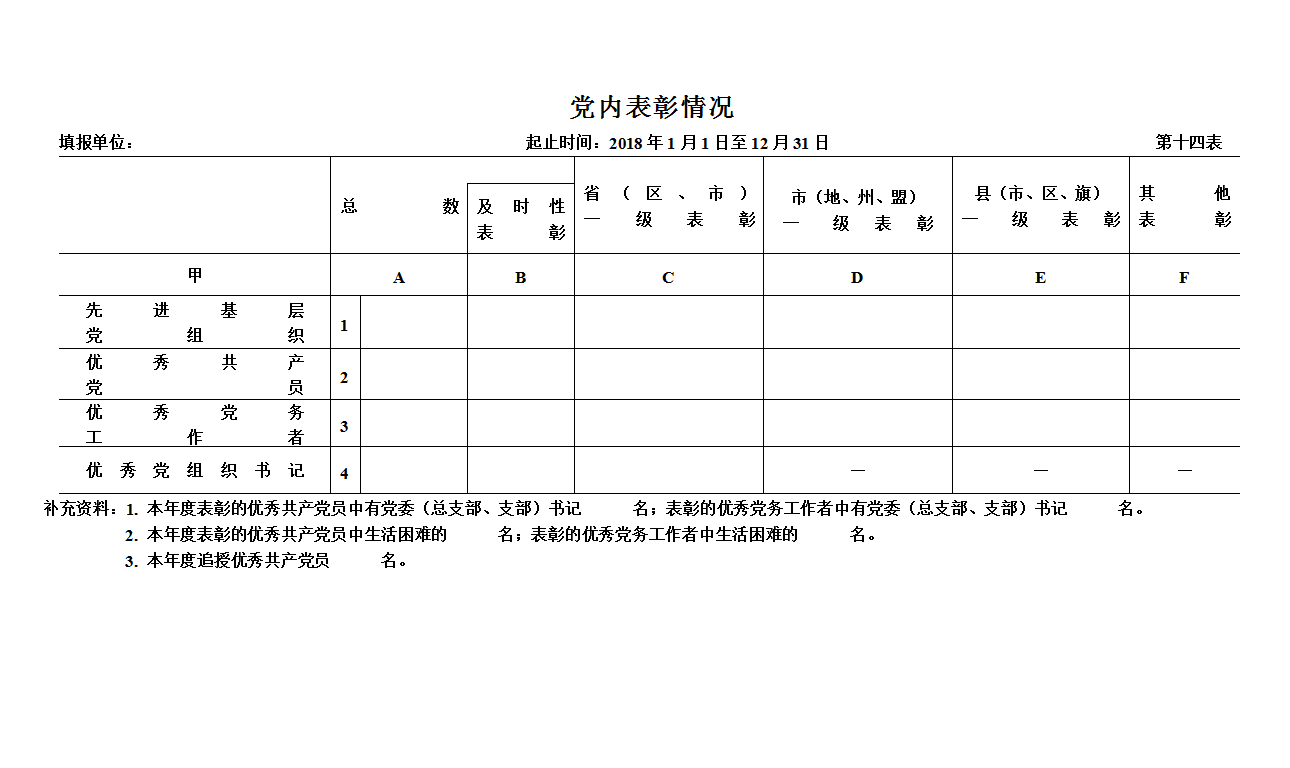 党内表彰情况
填报单位： 起止时间：2018 年 1 月 1 日至 12 月 31 日 第十四表
总数
及时性
表彰
省（区、市）
一级表彰
市（地、州、盟）
一级表彰
县（市、区、旗）
一级表彰
其他
表彰
甲 A B C D E F
先进基层
党组织
1
优秀共产
党员
2
优秀党务
工作者
3
优秀党组织书记 4 — — —
补充资料：1. 本年度表彰的优秀共产党员中有党委（总支部、支部）书记 名；表彰的优秀党务工作者中有党委（总支部、支部）书记 名。
2. 本年度表彰的优秀共产党员中生活困难的 名；表彰的优秀党务工作者中生活困难的 名。
3. 本年度追授优秀共产党员 名。